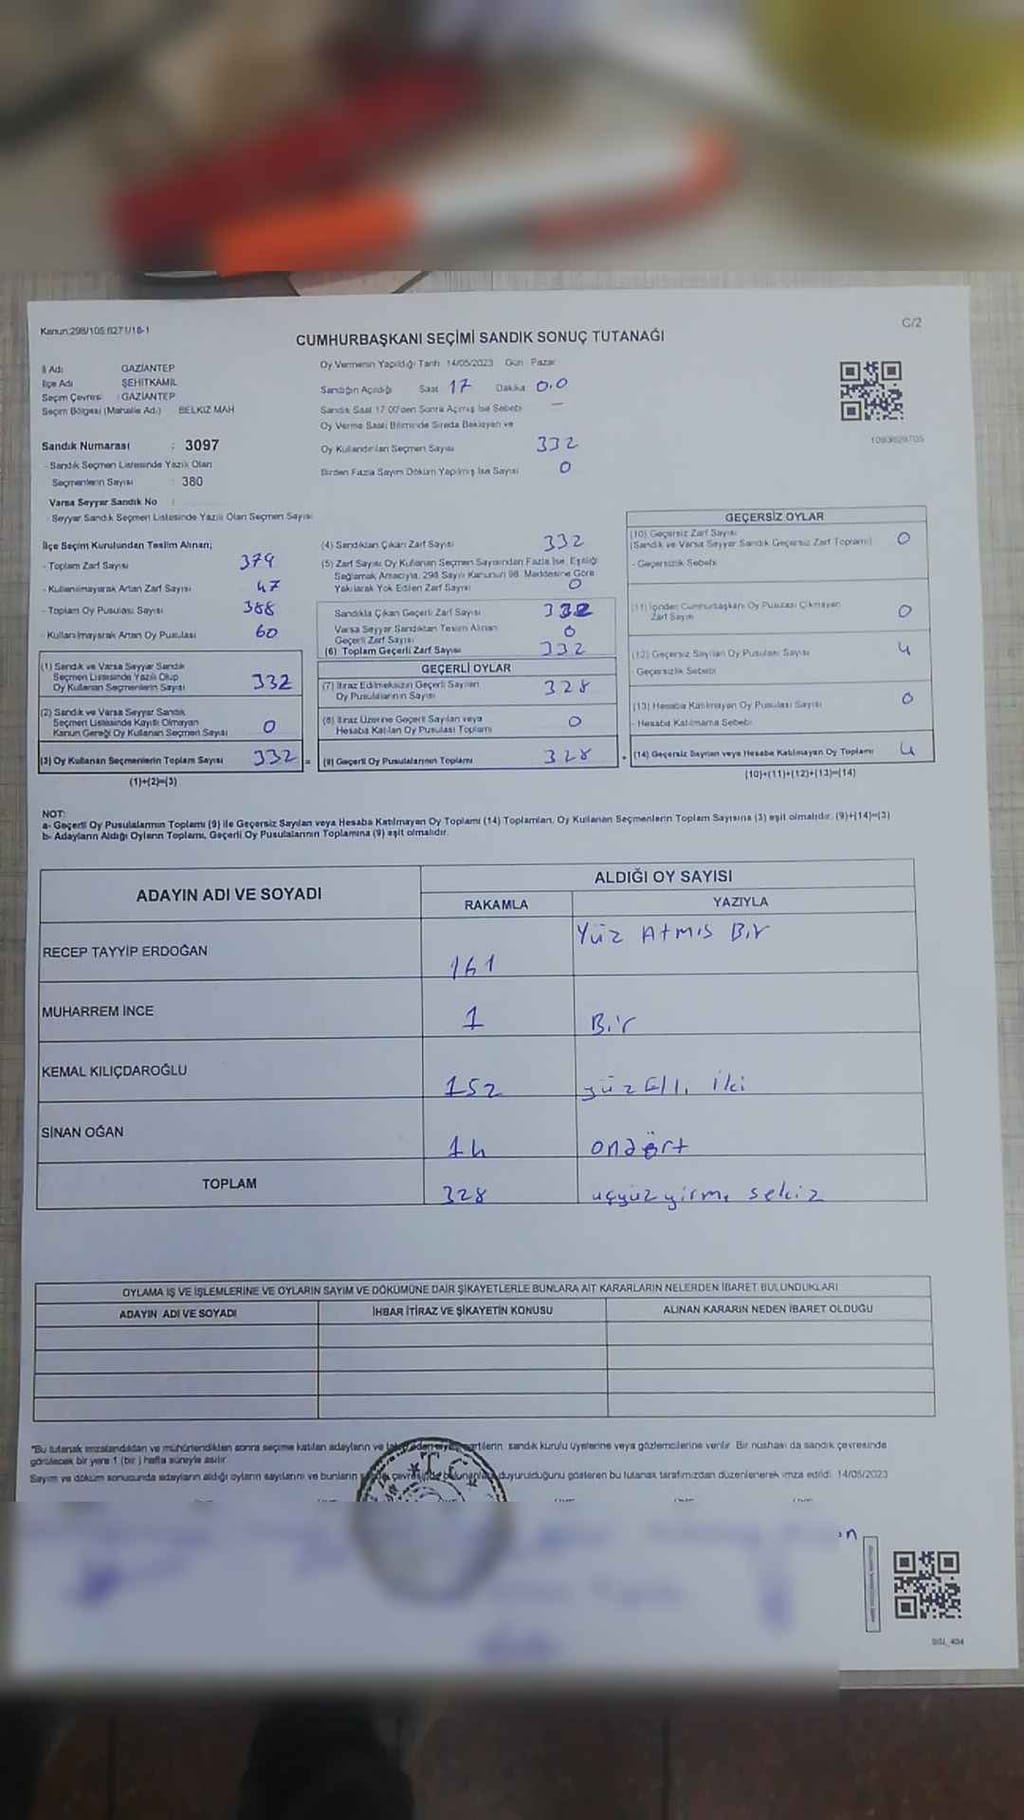 Kanun:298/105;6271/18-1
C/2
CUMHURBAŞKANI SEÇİMİ SANDIK SONUÇ TUTANAĞI
İl Adı GAZİANTEP
İlçe Adı ŞEHİTKAMİL
Seçim Çevresi : GAZİANTEP
Seçim Bölgesi (Mahalle Ad.) BELKIZ MAH
Oy Vermenin Yapıldığı Tarih 14/05/2023 Gün Pazar
Sandığın Açıldığı Saat 17 Dakika 0.0
Sandık Saat 17.00'den Sonra Açılmış İse Sebebi —
Oy Verme Saati Bitiminde Sırada Bekleyen ve
Oy Kullandırılan Seçmen Sayısı 332
Birden Fazla Sayım Döküm Yapılmış İse Sayısı 0
Sandık Numarası : 3097
- Sandık Seçmen Listesinde Yazılı Olan
Seçmenlerin Sayısı : 380
Varsa Seyyar Sandık No :
- Seyyar Sandık Seçmen Listesinde Yazılı Olan Seçmen Sayısı
İlçe Seçim Kurulundan Teslim Alınan;
- Toplam Zarf Sayısı 379
- Kullanılmayarak Artan Zarf Sayısı 47
- Toplam Oy Pusulası Sayısı 388
- Kullanılmayarak Artan Oy Pusulası 60
(1) Sandık ve Varsa Seyyar Sandık
Seçmen Listesinde Yazılı Olup
Oy Kullanan Seçmenlerin Sayısı 332
(2) Sandık ve Varsa Seyyar Sandık
Seçmen Listesinde Kayıtlı Olmayan
Kanun Gereği Oy Kullanan Seçmen Sayısı 0
(3) Oy Kullanan Seçmenlerin Toplam Sayısı 332 =
(1)+(2)=(3)
(4) Sandıktan Çıkan Zarf Sayısı 332
(5) Zarf Sayısı Oy Kullanan Seçmen Sayısından Fazla İse, Eşitliği
Sağlamak Amacıyla, 298 Sayılı Kanunun 98. Maddesine Göre
Yakılarak Yok Edilen Zarf Sayısı 0
Sandıkta Çıkan Geçerli Zarf Sayısı 332
Varsa Seyyar Sandıktan Teslim Alınan
Geçerli Zarf Sayısı 0
(6) Toplam Geçerli Zarf Sayısı 332
GEÇERLİ OYLAR
(7) İtiraz Edilmeksizin Geçerli Sayılan
Oy Pusulalarının Sayısı 328
(8) İtiraz Üzerine Geçerli Sayılan veya
Hesaba Katılan Oy Pusulası Toplamı 0
(9) Geçerli Oy Pusulalarının Toplamı 328 +
GEÇERSİZ OYLAR
(10) Geçersiz Zarf Sayısı
(Sandık ve Varsa Seyyar Sandık Geçersiz Zarf Toplamı) 0
- Geçersizlik Sebebi
(11) İçinden Cumhurbaşkanı Oy Pusulası Çıkmayan
Zarf Sayısı 0
(12) Geçersiz Sayılan Oy Pusulası Sayısı 4
- Geçersizlik Sebebi
(13) Hesaba Katılmayan Oy Pusulası Sayısı 0
- Hesaba Katılmama Sebebi
(14) Geçersiz Sayılan veya Hesaba Katılmayan Oy Toplamı 4
(10)+(11)+(12)+(13)=(14)
NOT:
a- Geçerli Oy Pusulalarının Toplamı (9) ile Geçersiz Sayılan veya Hesaba Katılmayan Oy Toplamı (14) Toplamları, Oy Kullanan Seçmenlerin Toplam Sayısına (3) eşit olmalıdır. (9)+(14)=(3)
b- Adayların Aldığı Oyların Toplamı, Geçerli Oy Pusulalarının Toplamına (9) eşit olmalıdır.
ADAYIN ADI VE SOYADI
ALDIĞI OY SAYISI
RAKAMLA YAZIYLA
RECEP TAYYİP ERDOĞAN 161 Yüz Atmış Bir
MUHARREM İNCE 1 Bir
KEMAL KILIÇDAROĞLU 152 yüz Elli iki
SİNAN OĞAN 14 ondört
TOPLAM 328 üçyüzyirmi sekiz
OYLAMA İŞ VE İŞLEMLERİNE VE OYLARIN SAYIM VE DÖKÜMÜNE DAİR ŞİKAYETLERLE BUNLARA AİT KARARLARIN NELERDEN İBARET BULUNDUKLARI
ADAYIN ADI VE SOYADI İHBAR İTİRAZ VE ŞİKAYETİN KONUSU ALINAN KARARIN NEDEN İBARET OLDUĞU
*Bu tutanak imzalandıktan ve mühürlendikten sonra seçime katılan adayların ve partilerin sandık kurulu üyelerine veya gözlemcilerine verilir. Bir nüshası da sandık çevresinde
görülecek bir yere 1 (bir) hafta süreyle asılır.
Sayım ve döküm sonucunda adayların aldığı oyların sayılarını ve bunların sandık çevresinde duyurulduğunu gösteren bu tutanak tarafımızdan düzenlenerek imza edildi. 14/05/2023
T.C.